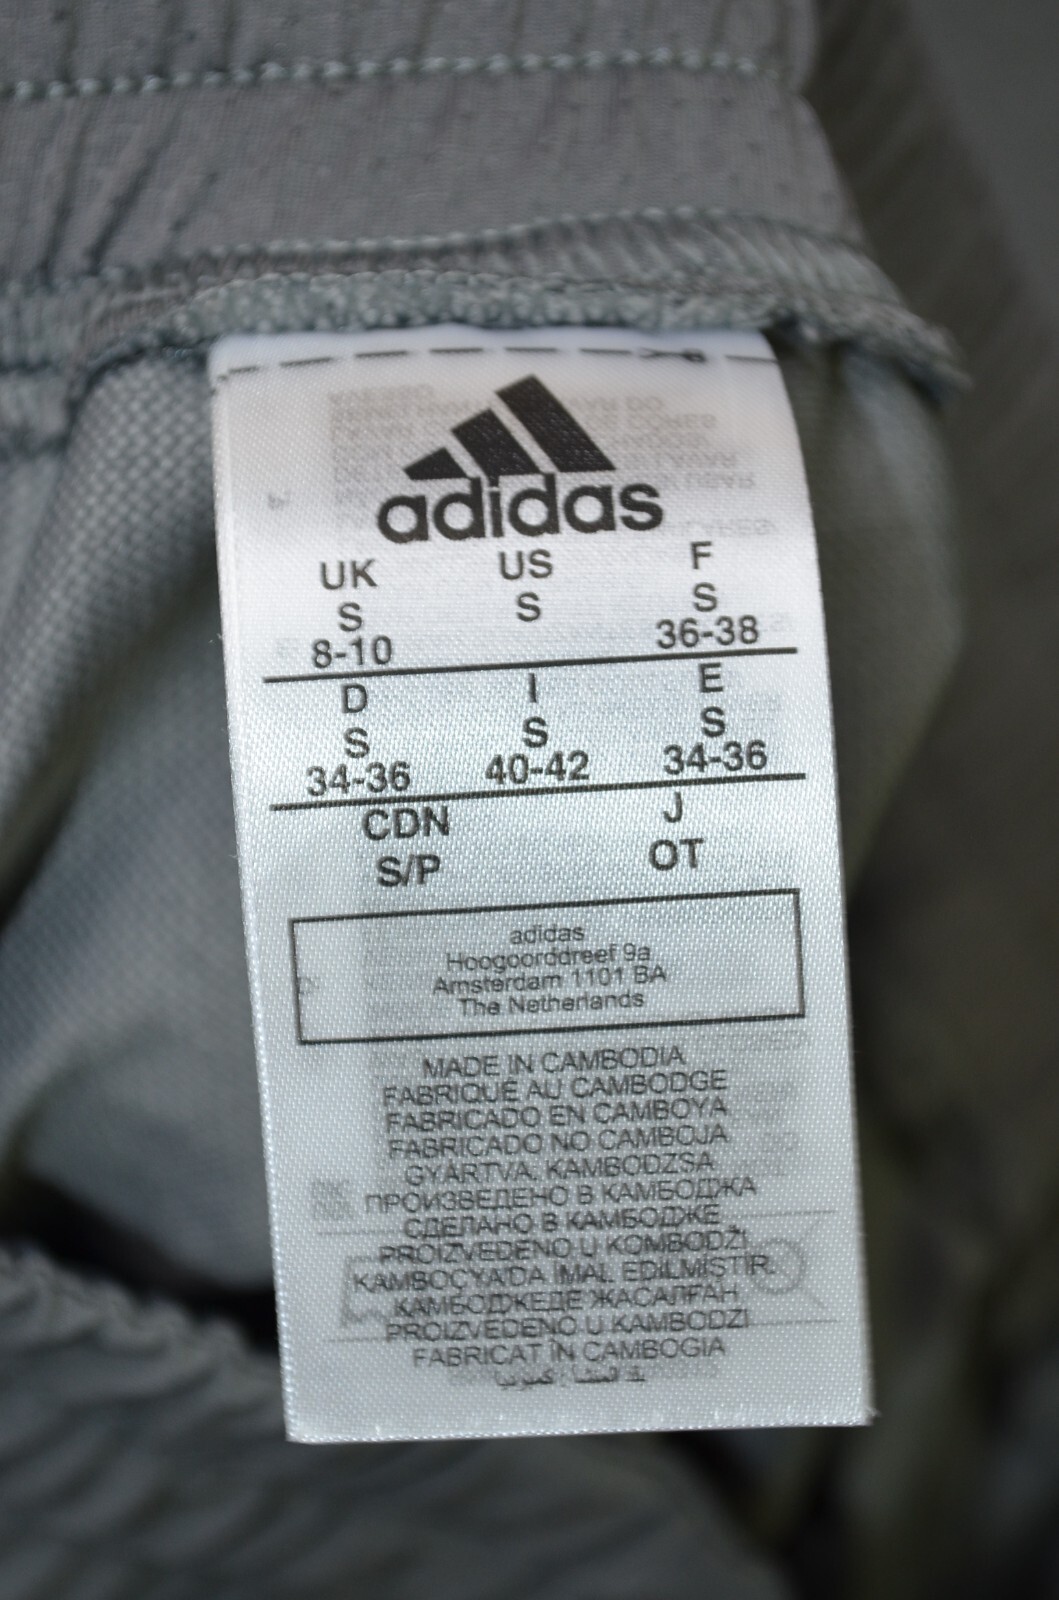 adidas
UK US F
S S S
8-10 36-38
D I E
S S S
34-36 40-42 34-36
CDN J
S/P OT
adidas
Hoogoorddreef 9a
Amsterdam 1101 BA
The Netherlands
MADE IN CAMBODIA
FABRIQUÉ AU CAMBODGE
FABRICADO EN CAMBOYA
FABRICADO NO CAMBOJA
GYÁRTVA, KAMBODZSA
ПРОИЗВЕДЕНО В КАМБОДЖА
СДЕЛАНО В КАМБОДЖЕ
PROIZVEDENO U KOMBODŽI
KAMBOÇYA'DA İMAL EDİLMİŞTİR.
КАМБОДЖЕДЕ ЖАСАЛҒАН
PROIZVEDENO U KAMBODŽI
FABRICAT ÎN CAMBOGIA